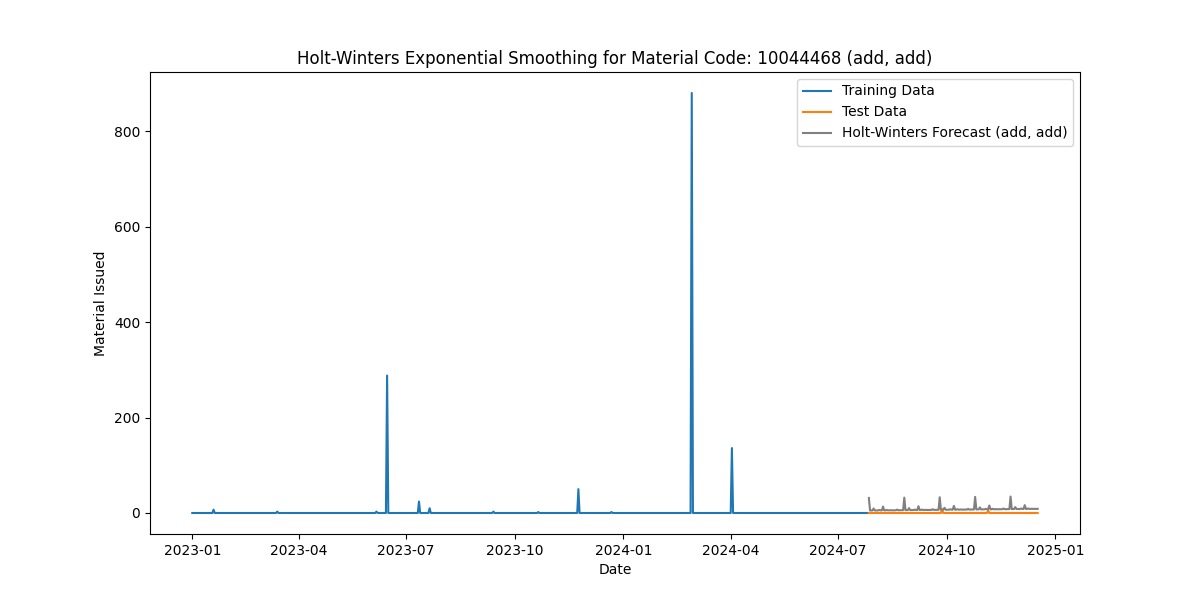 Holt-Winters Exponential Smoothing for Material Code: 10044468 (add, add)
Training Data
Test Data
Holt-Winters Forecast (add, add)
800
600
400
200
0
Material Issued
2023-01 2023-04 2023-07 2023-10 2024-01 2024-04 2024-07 2024-10 2025-01
Date